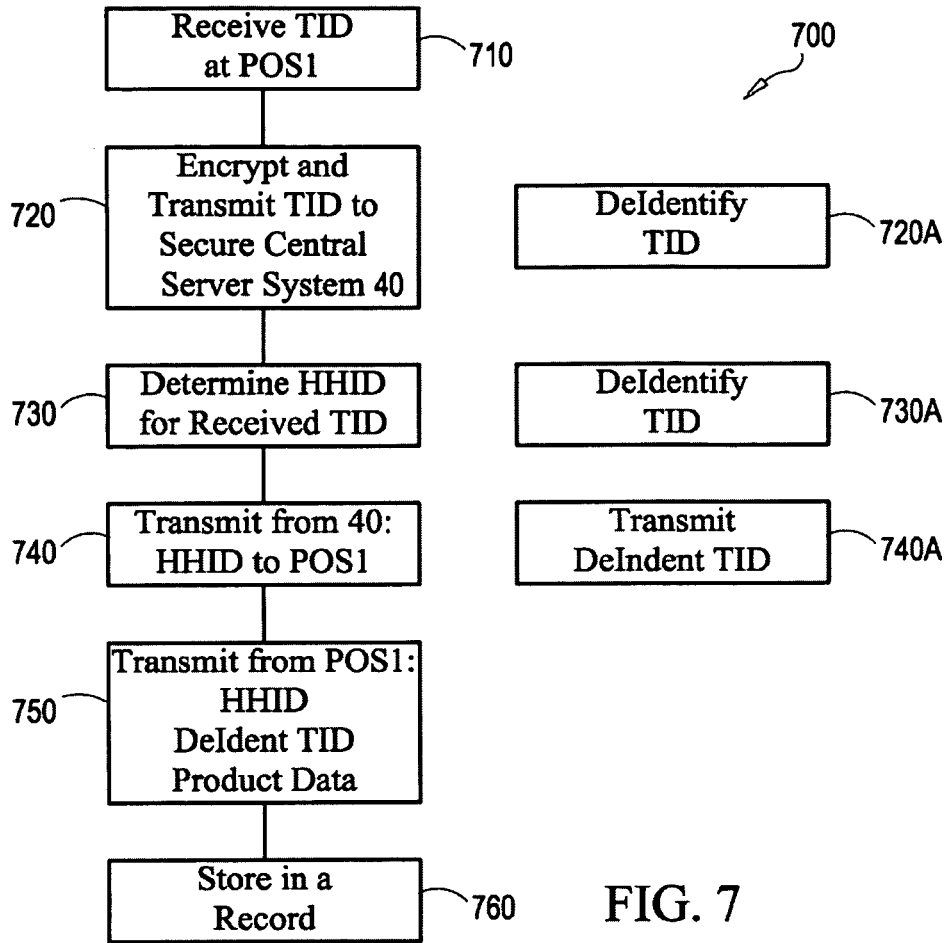 Receive TID
at POS1
710
700
Encrypt and
Transmit TID to
Secure Central
Server System 40
720
DeIdentify
TID
720A
Determine HHID
for Received TID
730
DeIdentify
TID
730A
Transmit from 40:
HHID to POS1
740
Transmit
DeIndent TID
740A
Transmit from POS1:
HHID
DeIdent TID
Product Data
750
Store in a
Record
760
FIG. 7